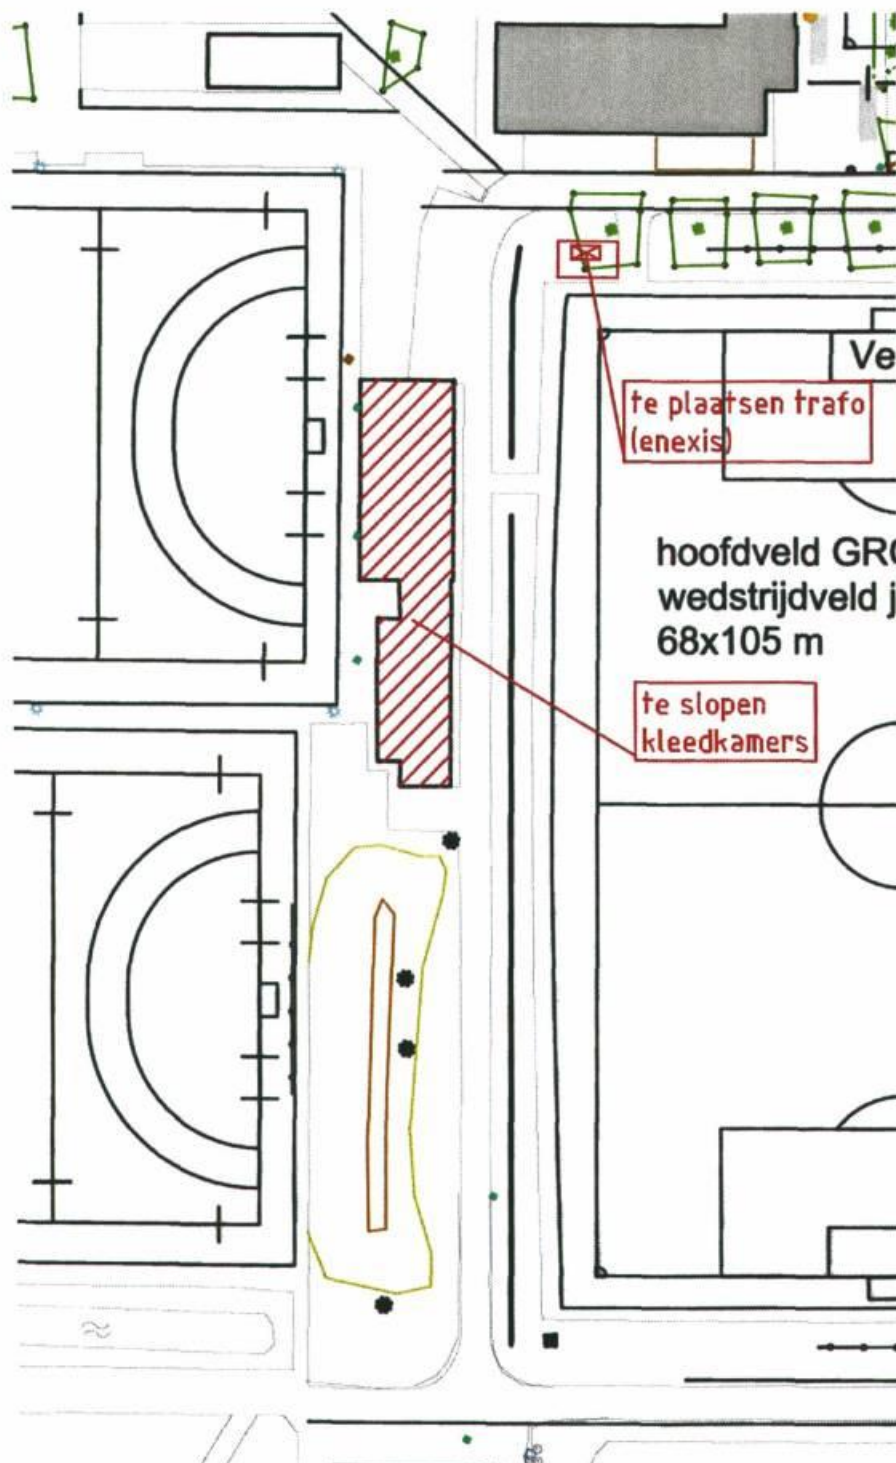 Ve
te plaatsen trafo
(enexis)
hoofdveld GR
wedstrijdveld j
68x105 m
te slopen
kleedkamers